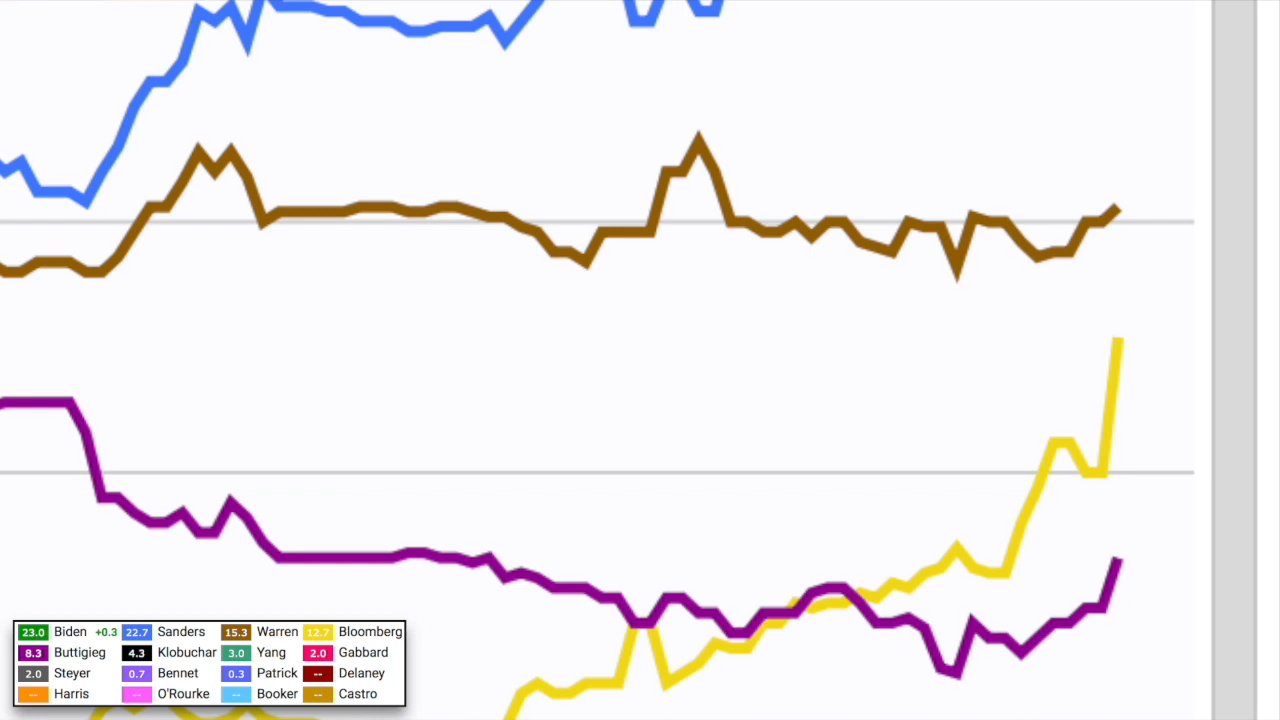 23.0 Biden +0.3 22.7 Sanders 15.3 Warren 12.7 Bloomberg
8.3 Buttigieg 4.3 Klobuchar 3.0 Yang 2.0 Gabbard
2.0 Steyer 0.7 Bennet 0.3 Patrick -- Delaney
-- Harris -- O'Rourke -- Booker -- Castro